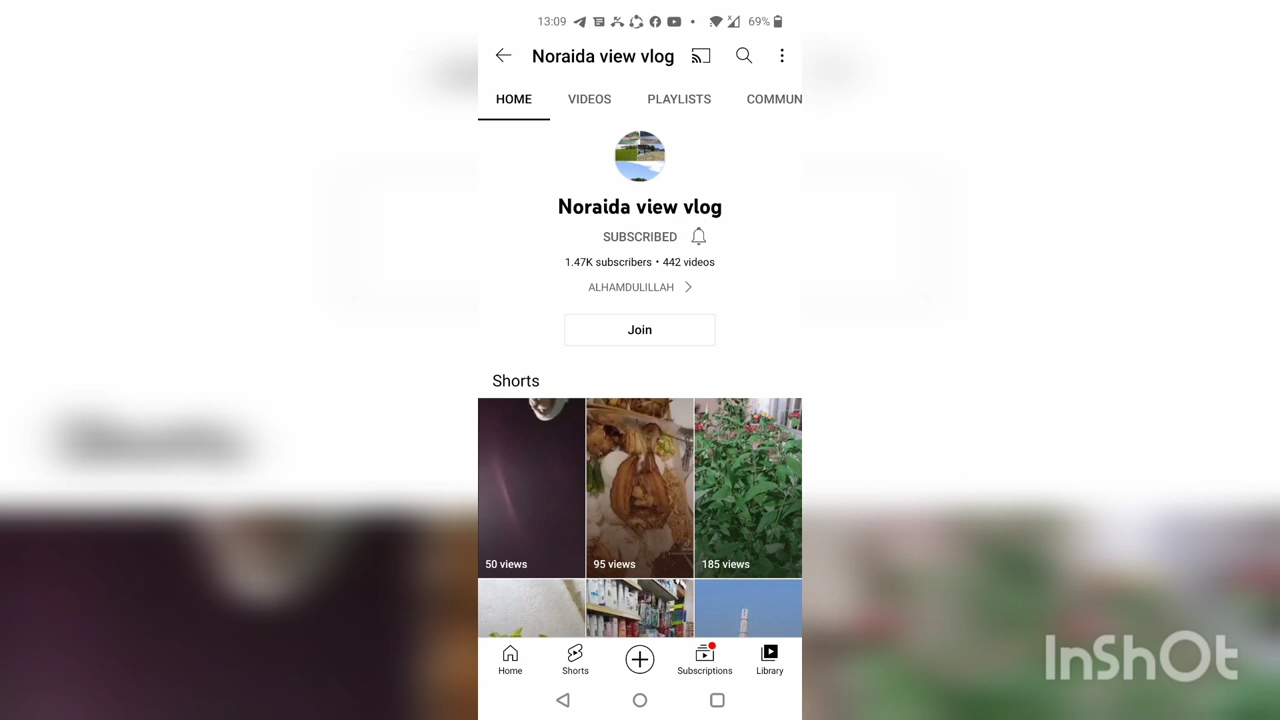 13:09 69%
Noraida view vlog
HOME VIDEOS PLAYLISTS COMMUN
Noraida view vlog
SUBSCRIBED
1.47K subscribers • 442 videos
ALHAMDULILLAH
Join
Shorts
50 views 95 views 185 views
Home Shorts Subscriptions Library
InShOt